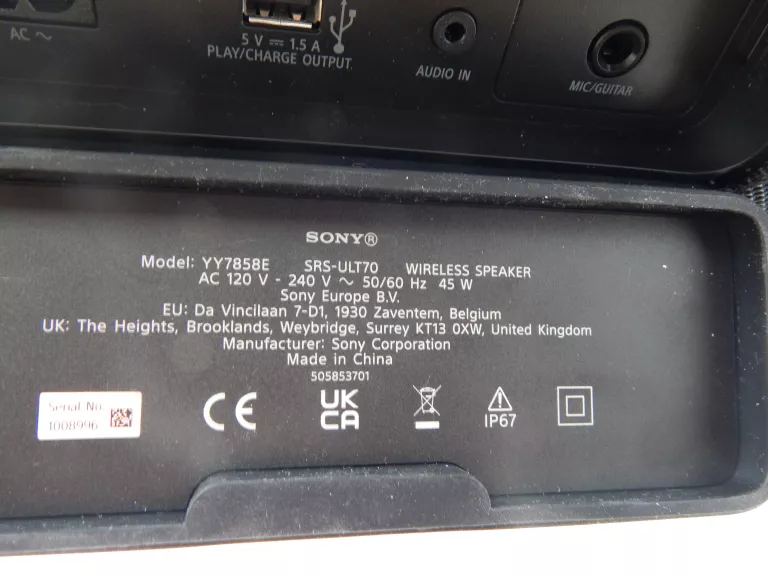 AC ~
5 V ⎓ 1.5 A
PLAY/CHARGE OUTPUT
AUDIO IN
MIC/GUITAR
SONY®
Model: YY7858E SRS-ULT70 WIRELESS SPEAKER
AC 120 V - 240 V ~ 50/60 Hz 45 W
Sony Europe B.V.
EU: Da Vincilaan 7-D1, 1930 Zaventem, Belgium
UK: The Heights, Brooklands, Weybridge, Surrey KT13 0XW, United Kingdom
Manufacturer: Sony Corporation
Made in China
505853701
Serial No.
1008996
CE
UK
CA
IP67